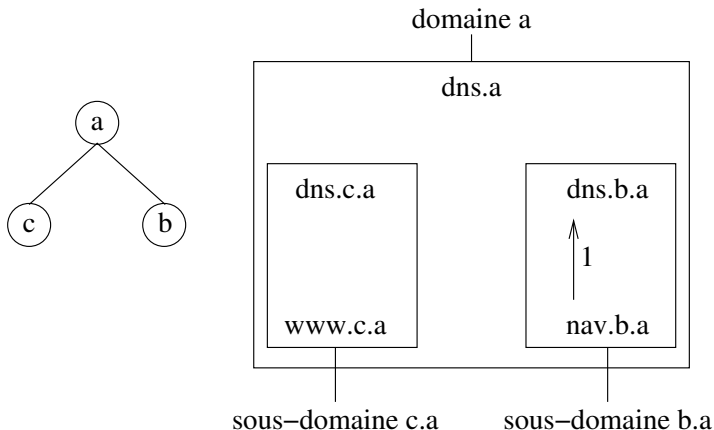 domaine a
dns.a
a
c
b
dns.c.a
dns.b.a
1
www.c.a
nav.b.a
sous−domaine c.a
sous−domaine b.a